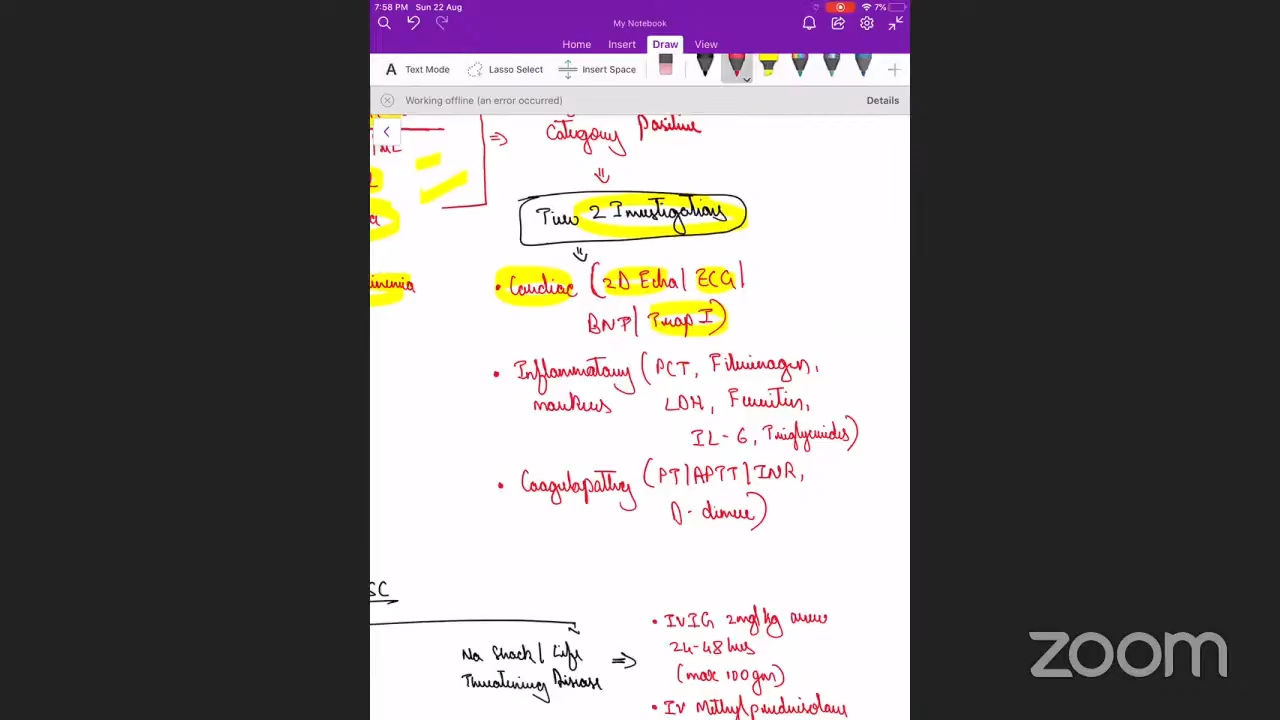 7:58 PM Sun 22 Aug
7%
My Notebook
Home Insert Draw View
Text Mode Lasso Select Insert Space
Working offline (an error occurred) Details
Category Positive
Tier 2 Investigations
• Cardiac (2D Echo| ECG|
BNP| Trop I)
• Inflammatory (PCT, Fibrinogen,
markers LDH, Ferritin,
IL-6, Triglycerides)
• Coagulopathy (PT|APTT|INR,
D-dimer)
SC
No Shock| Life
Threatening Disease
• IVIG 2mg/kg over
24-48 hrs
(max 100gm)
• IV Methylprednisolone
zoom